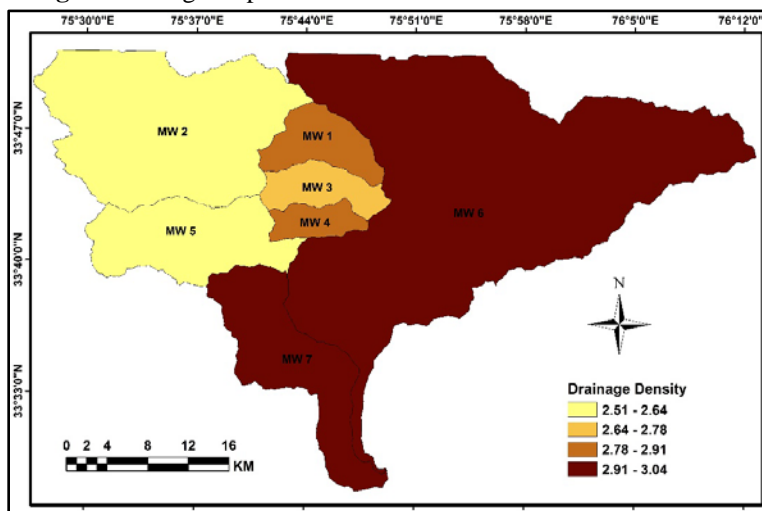 75°30'0"E 75°37'0"E 75°44'0"E 75°51'0"E 75°58'0"E 76°5'0"E 76°12'0"E
33°47'0"N
33°40'0"N
33°33'0"N
MW 2
MW 1
MW 3
MW 4
MW 5
MW 6
MW 7
N
Drainage Density
2.51 - 2.64
2.64 - 2.78
2.78 - 2.91
2.91 - 3.04
0 2 4 8 12 16
KM